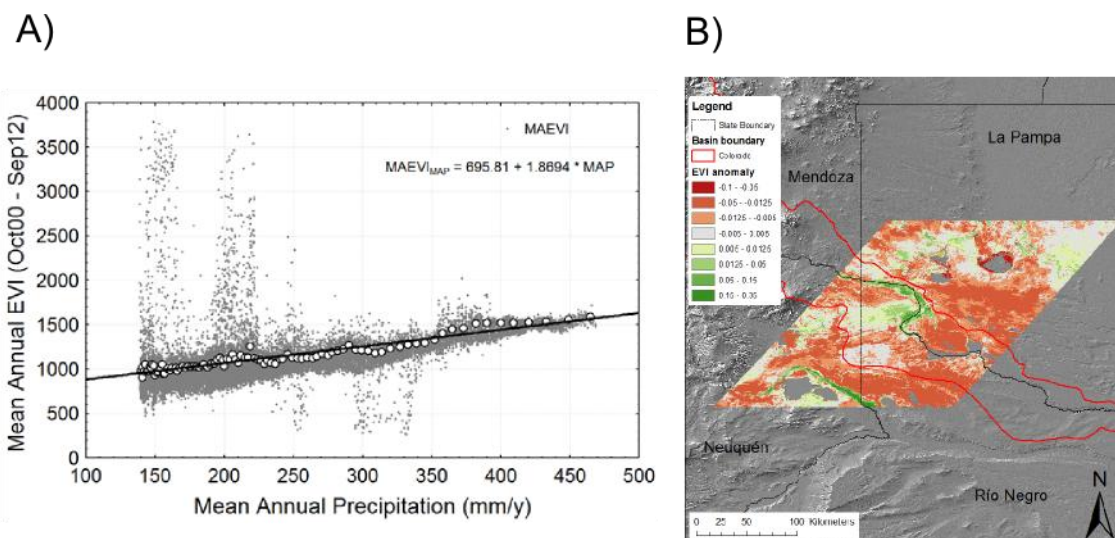 A)
4000
3500
3000
2500
2000
1500
1000
500
0
Mean Annual EVI (Oct00 - Sep12)
MAEVI
MAEVI_MAP = 695.81 + 1.8694 * MAP
100 150 200 250 300 350 400 450 500
Mean Annual Precipitation (mm/y)
B)
Legend
State Boundary
Basin boundary
Colorado
EVI anomaly
-0.1 - -0.05
-0.05 - -0.0125
-0.0125 - -0.005
-0.005 - 0.005
0.005 - 0.0125
0.0125 - 0.05
0.05 - 0.15
0.15 - 0.35
La Pampa
Mendoza
Neuquén
Río Negro
N
0 25 50 100 Kilometers